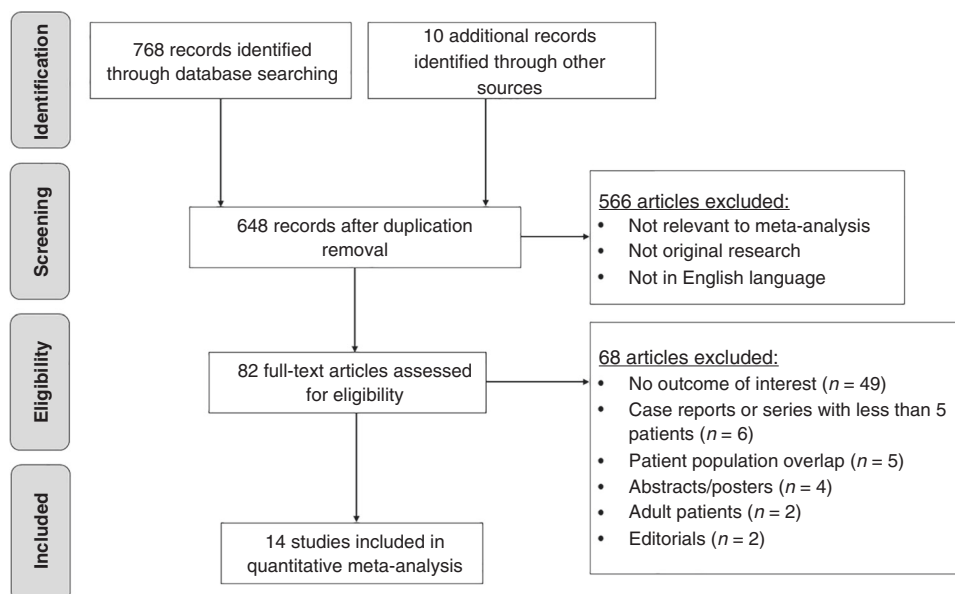 Identification
768 records identified
through database searching
10 additional records
identified through other
sources
Screening
648 records after duplication
removal
566 articles excluded:
• Not relevant to meta-analysis
• Not original research
• Not in English language
Eligibility
82 full-text articles assessed
for eligibility
68 articles excluded:
• No outcome of interest (n = 49)
• Case reports or series with less than 5
patients (n = 6)
• Patient population overlap (n = 5)
• Abstracts/posters (n = 4)
• Adult patients (n = 2)
• Editorials (n = 2)
Included
14 studies included in
quantitative meta-analysis